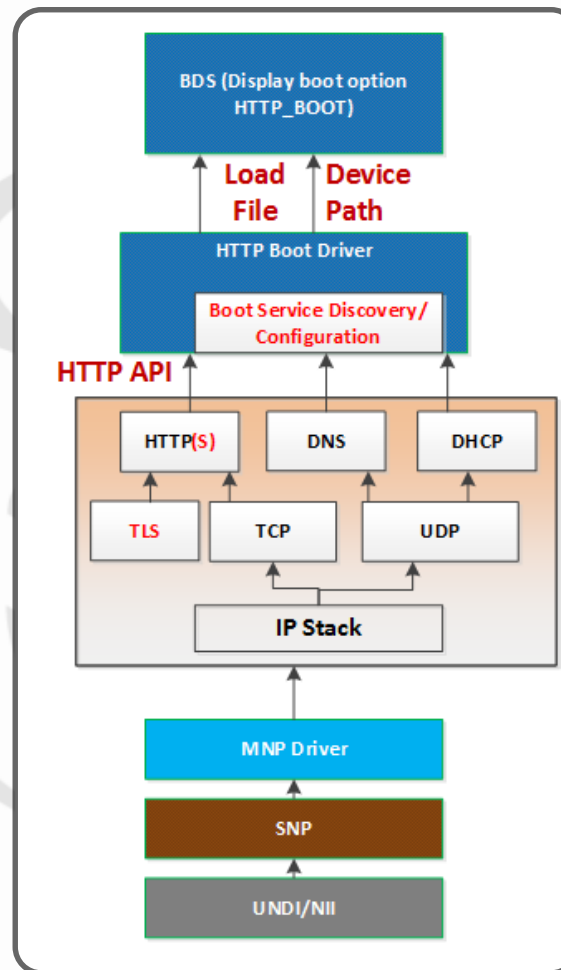 BDS (Display boot option
HTTP_BOOT)
Load
File
Device
Path
HTTP Boot Driver
Boot Service Discovery/
Configuration
HTTP API
HTTP(S)
DNS
DHCP
TLS
TCP
UDP
IP Stack
MNP Driver
SNP
UNDI/NII